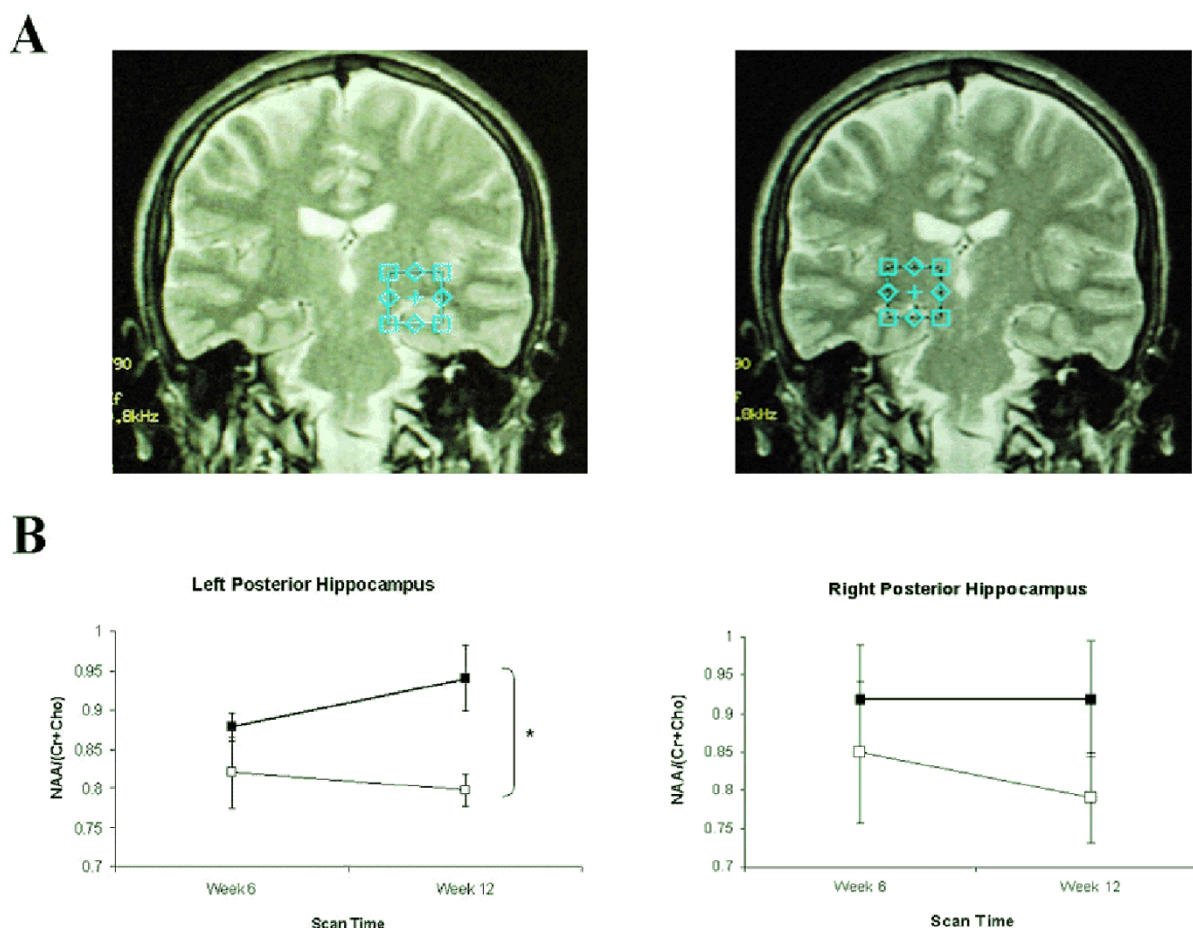 A
/90
.8kHz
90
.8kHz
B
Left Posterior Hippocampus
NAA/(Cr+Cho)
1
0.95
0.9
0.85
0.8
0.75
0.7
*
Week 6
Week 12
Scan Time
Right Posterior Hippocampus
NAA/(Cr+Cho)
1
0.95
0.9
0.85
0.8
0.75
0.7
Week 6
Week 12
Scan Time